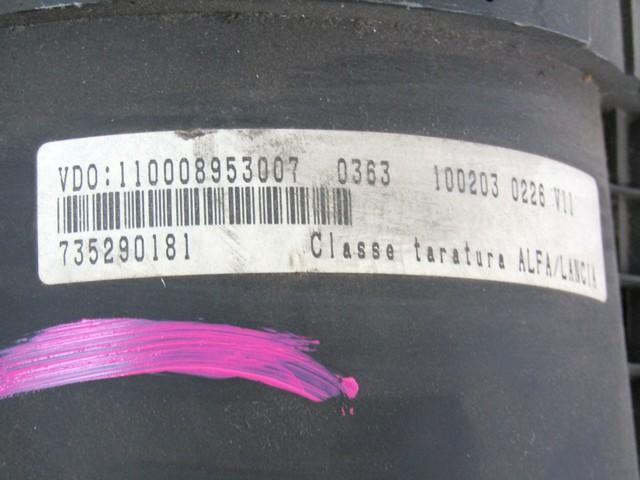 VDO:110008953007 0363 100203 0226 V11
735290181 Classe taratura ALFA/LANCIA